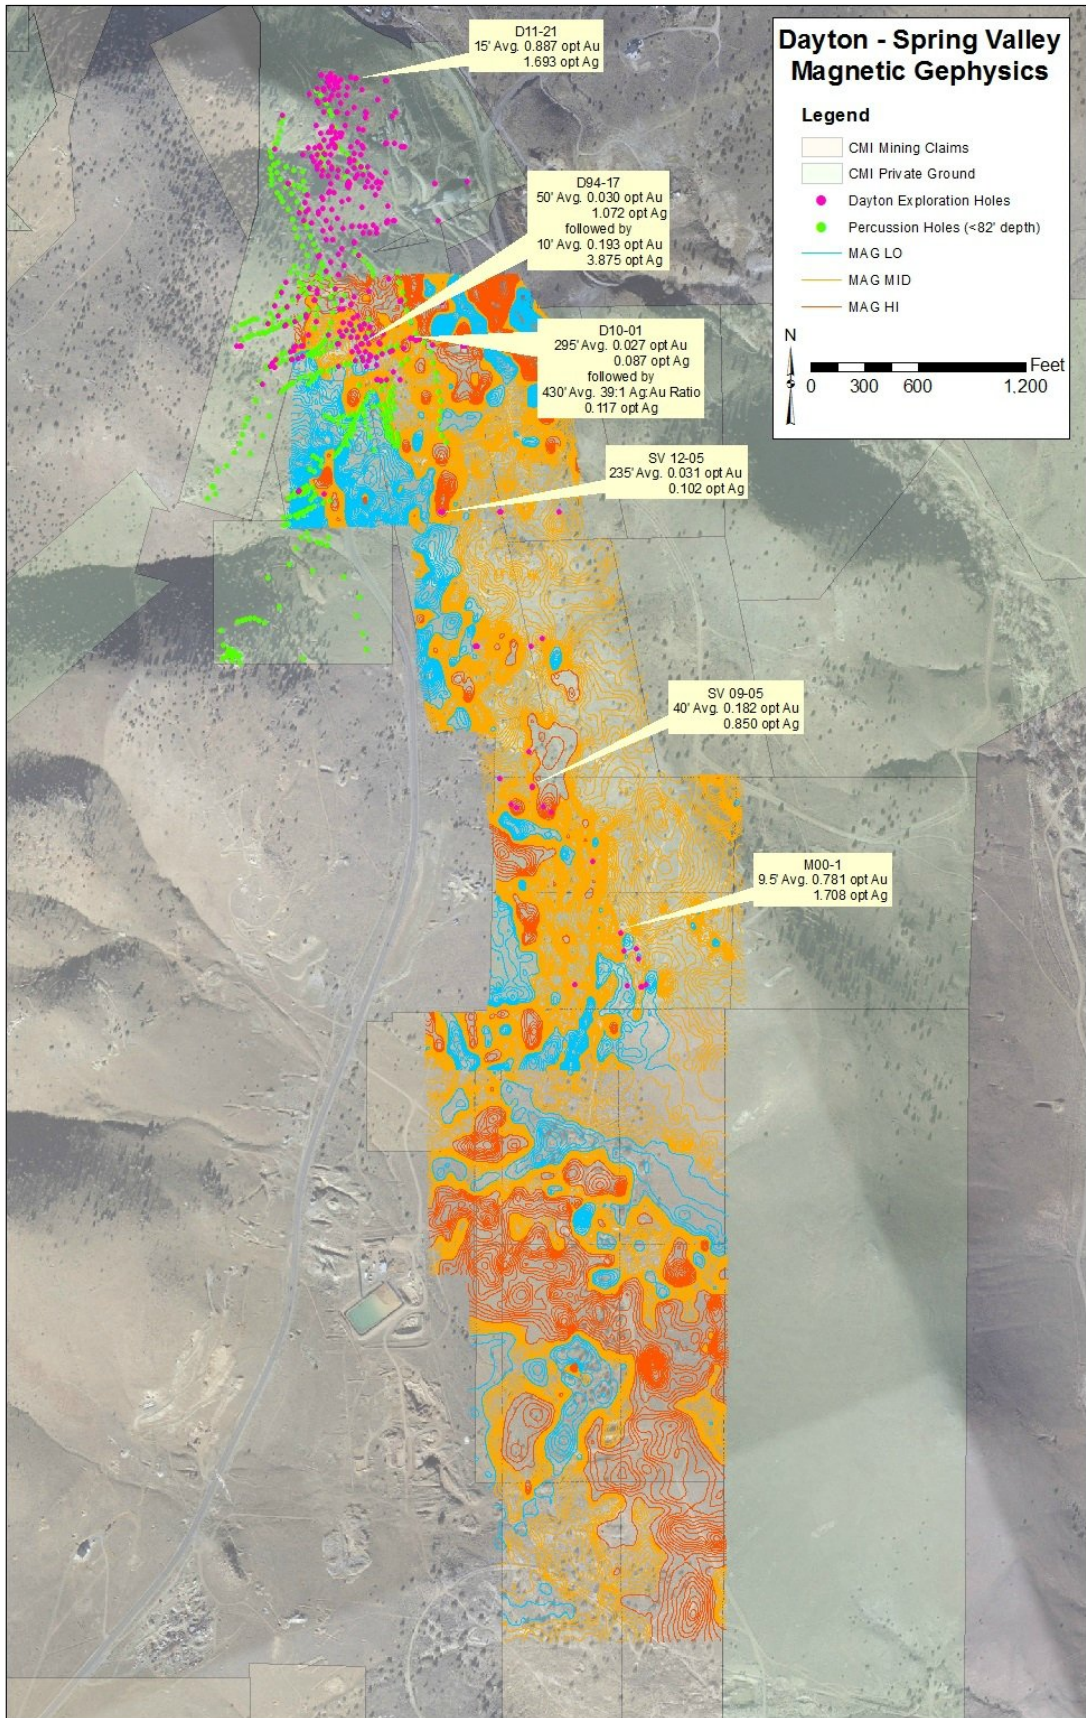 Dayton - Spring Valley
Magnetic Gephysics
Legend
CMI Mining Claims
CMI Private Ground
Dayton Exploration Holes
Percussion Holes (<82' depth)
MAG LO
MAG MID
MAG HI
N
Feet
0 300 600 1,200
D11-21
15' Avg. 0.887 opt Au
1.693 opt Ag
D94-17
50' Avg. 0.030 opt Au
1.072 opt Ag
followed by
10' Avg. 0.193 opt Au
3.875 opt Ag
D10-01
295' Avg. 0.027 opt Au
0.087 opt Ag
followed by
430' Avg. 39:1 Ag:Au Ratio
0.117 opt Ag
SV 12-05
235' Avg. 0.031 opt Au
0.102 opt Ag
SV 09-05
40' Avg. 0.182 opt Au
0.850 opt Ag
M00-1
9.5' Avg. 0.781 opt Au
1.708 opt Ag